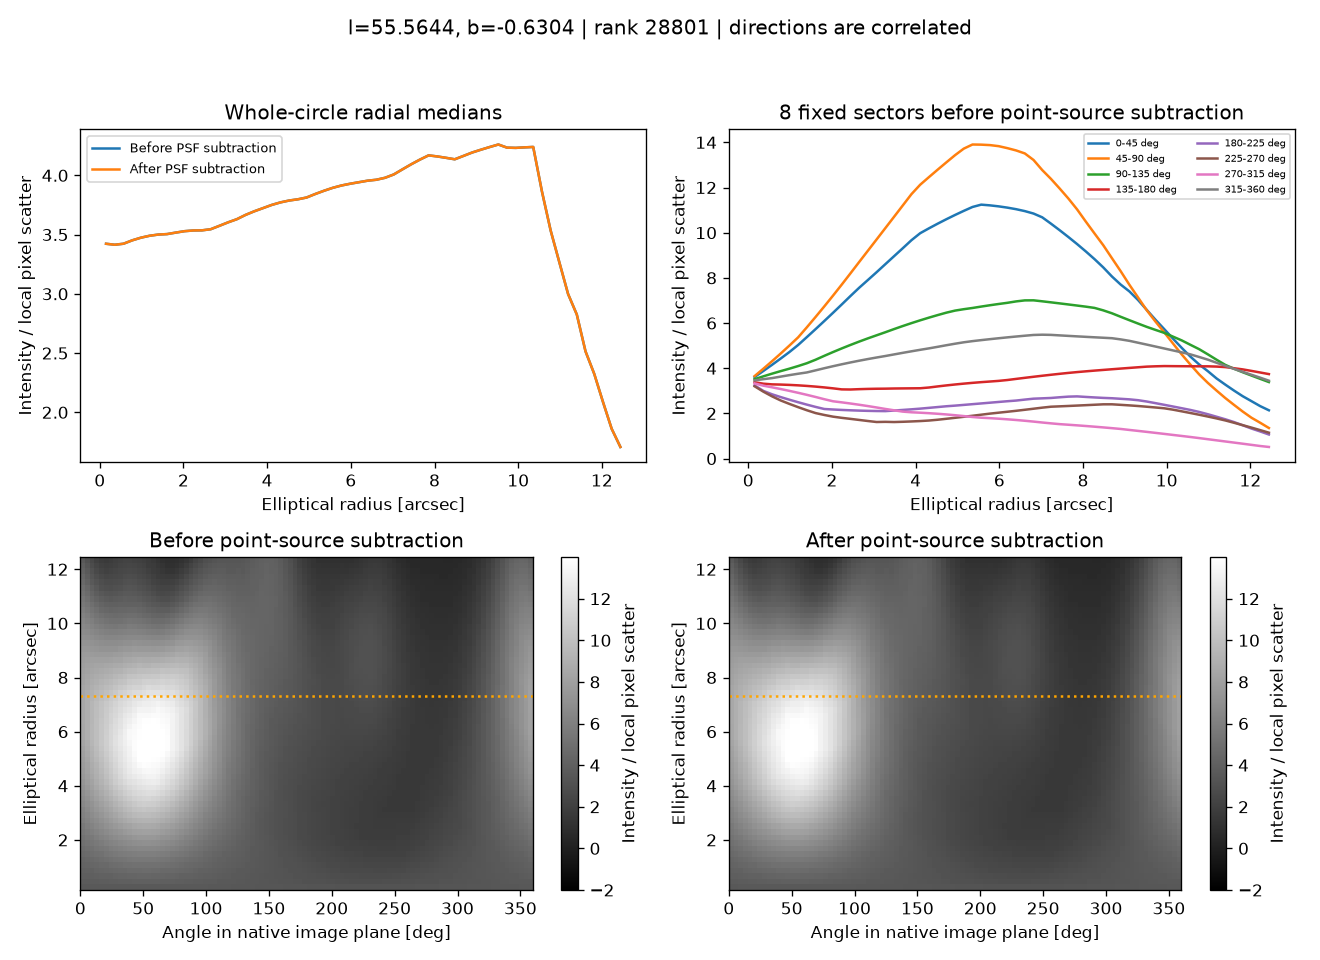 l=55.5644, b=-0.6304 | rank 28801 | directions are correlated
Whole-circle radial medians
Before PSF subtraction
After PSF subtraction
4.0
3.5
3.0
2.5
2.0
Intensity / local pixel scatter
0 2 4 6 8 10 12
Elliptical radius [arcsec]
8 fixed sectors before point-source subtraction
0-45 deg 180-225 deg
45-90 deg 225-270 deg
90-135 deg 270-315 deg
135-180 deg 315-360 deg
14
12
10
8
6
4
2
0
Intensity / local pixel scatter
0 2 4 6 8 10 12
Elliptical radius [arcsec]
Before point-source subtraction
12
10
8
6
4
2
Elliptical radius [arcsec]
0 50 100 150 200 250 300 350
Angle in native image plane [deg]
12
10
8
6
4
2
0
−2
Intensity / local pixel scatter
After point-source subtraction
12
10
8
6
4
2
Elliptical radius [arcsec]
0 50 100 150 200 250 300 350
Angle in native image plane [deg]
12
10
8
6
4
2
0
−2
Intensity / local pixel scatter